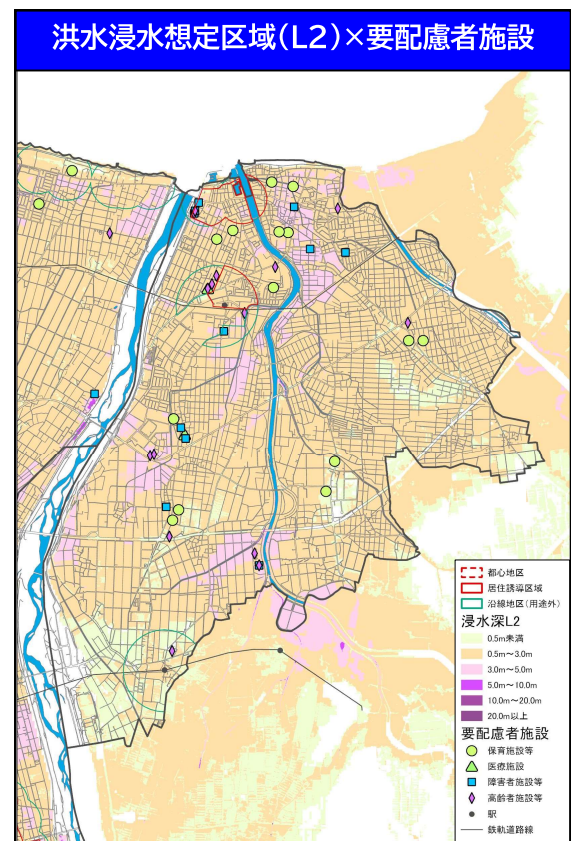 洪水浸水想定区域（L2）×要配慮者施設
都心地区
居住誘導区域
沿線地区（用途外）
浸水深L2
0.5m未満
0.5m～3.0m
3.0m～5.0m
5.0m～10.0m
10.0m～20.0m
20.0m以上
要配慮者施設
保育施設等
医療施設
障害者施設等
高齢者施設等
駅
鉄軌道路線